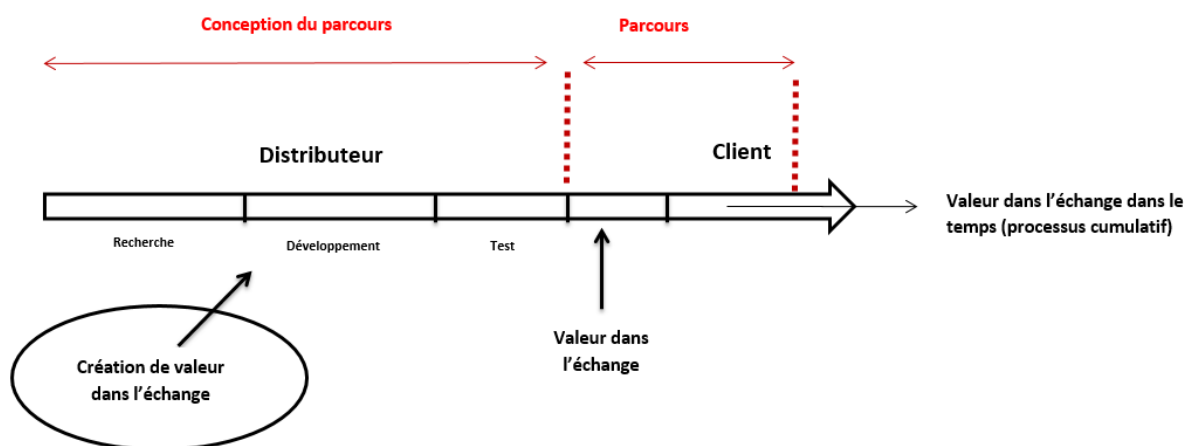 Conception du parcours
Parcours
Distributeur
Client
Valeur dans l’échange dans le
temps (processus cumulatif)
Recherche
Développement
Test
Création de valeur
dans l’échange
Valeur dans
l’échange